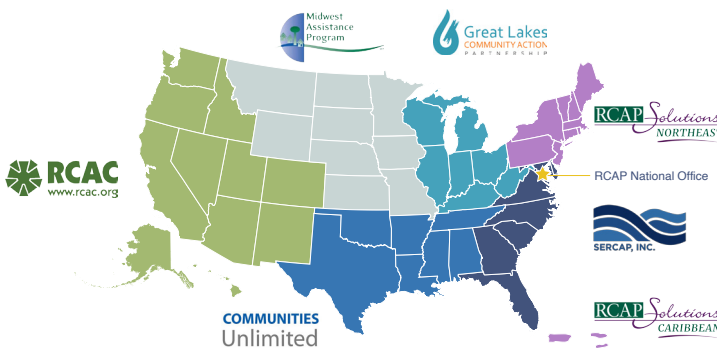 Midwest
Assistance
Program
Great Lakes
COMMUNITY ACTION
PARTNERSHIP
RCAP Solutions
NORTHEAST
RCAC
www.rcac.org
RCAP National Office
SERCAP, INC.
COMMUNITIES
Unlimited
RCAP Solutions
CARIBBEAN